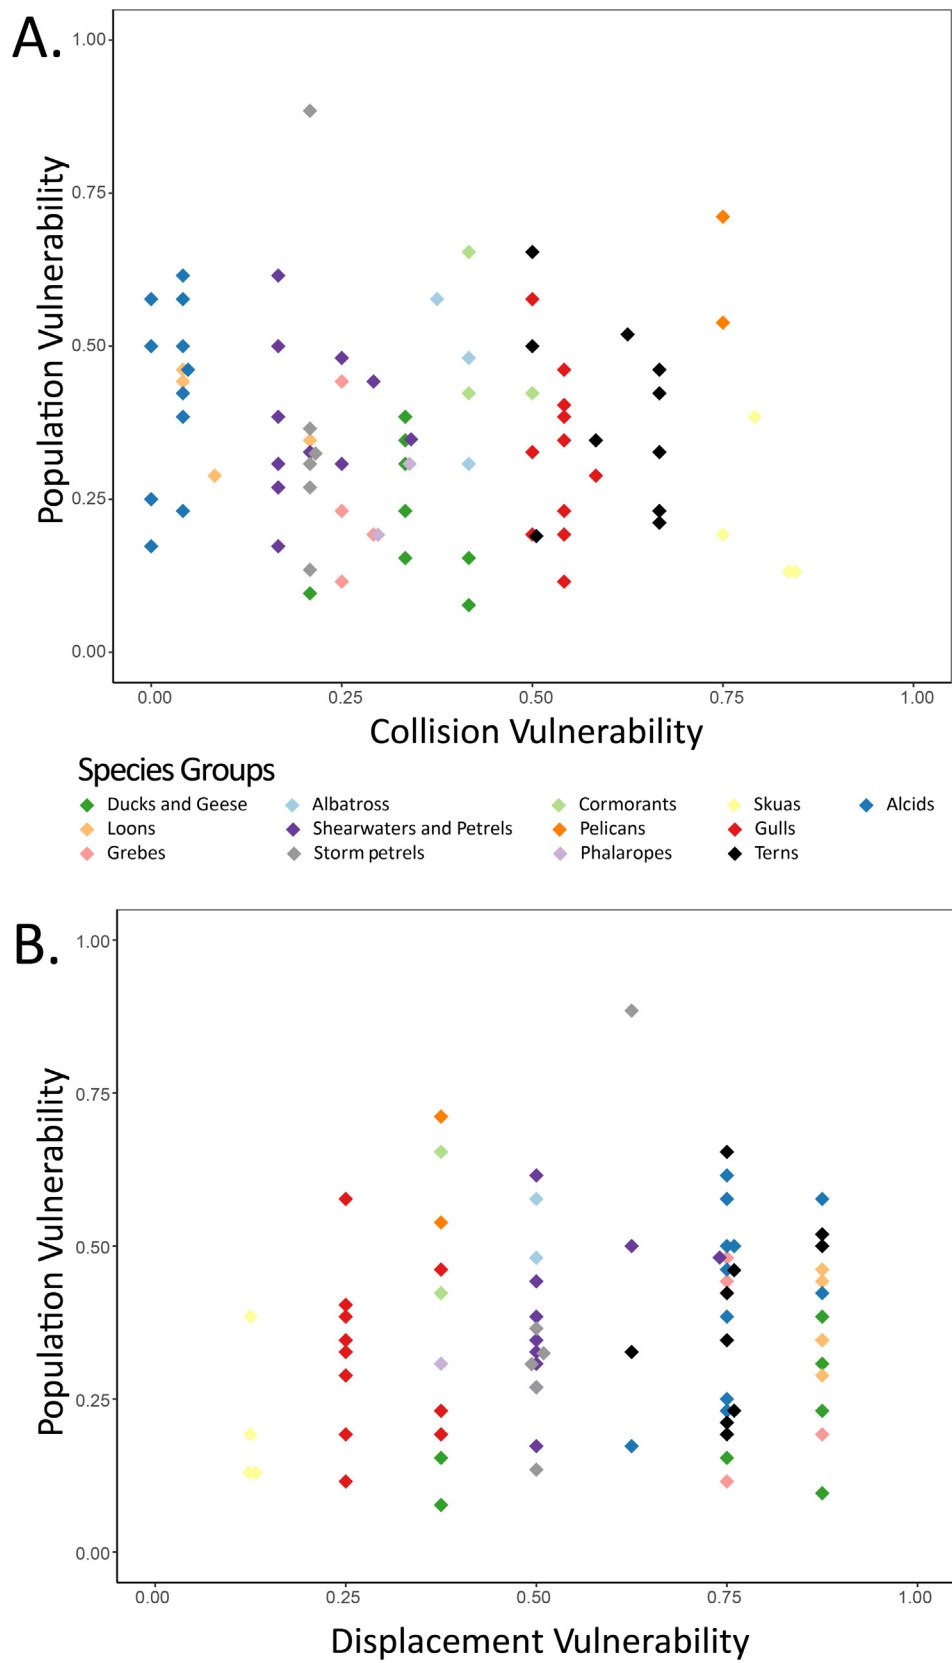 A.
1.00
0.75
0.50
0.25
0.00
Population Vulnerability
0.00 0.25 0.50 0.75 1.00
Collision Vulnerability
Species Groups
Ducks and Geese Albatross Cormorants Skuas Alcids
Loons Shearwaters and Petrels Pelicans Gulls
Grebes Storm petrels Phalaropes Terns
B.
1.00
0.75
0.50
0.25
0.00
Population Vulnerability
0.00 0.25 0.50 0.75 1.00
Displacement Vulnerability